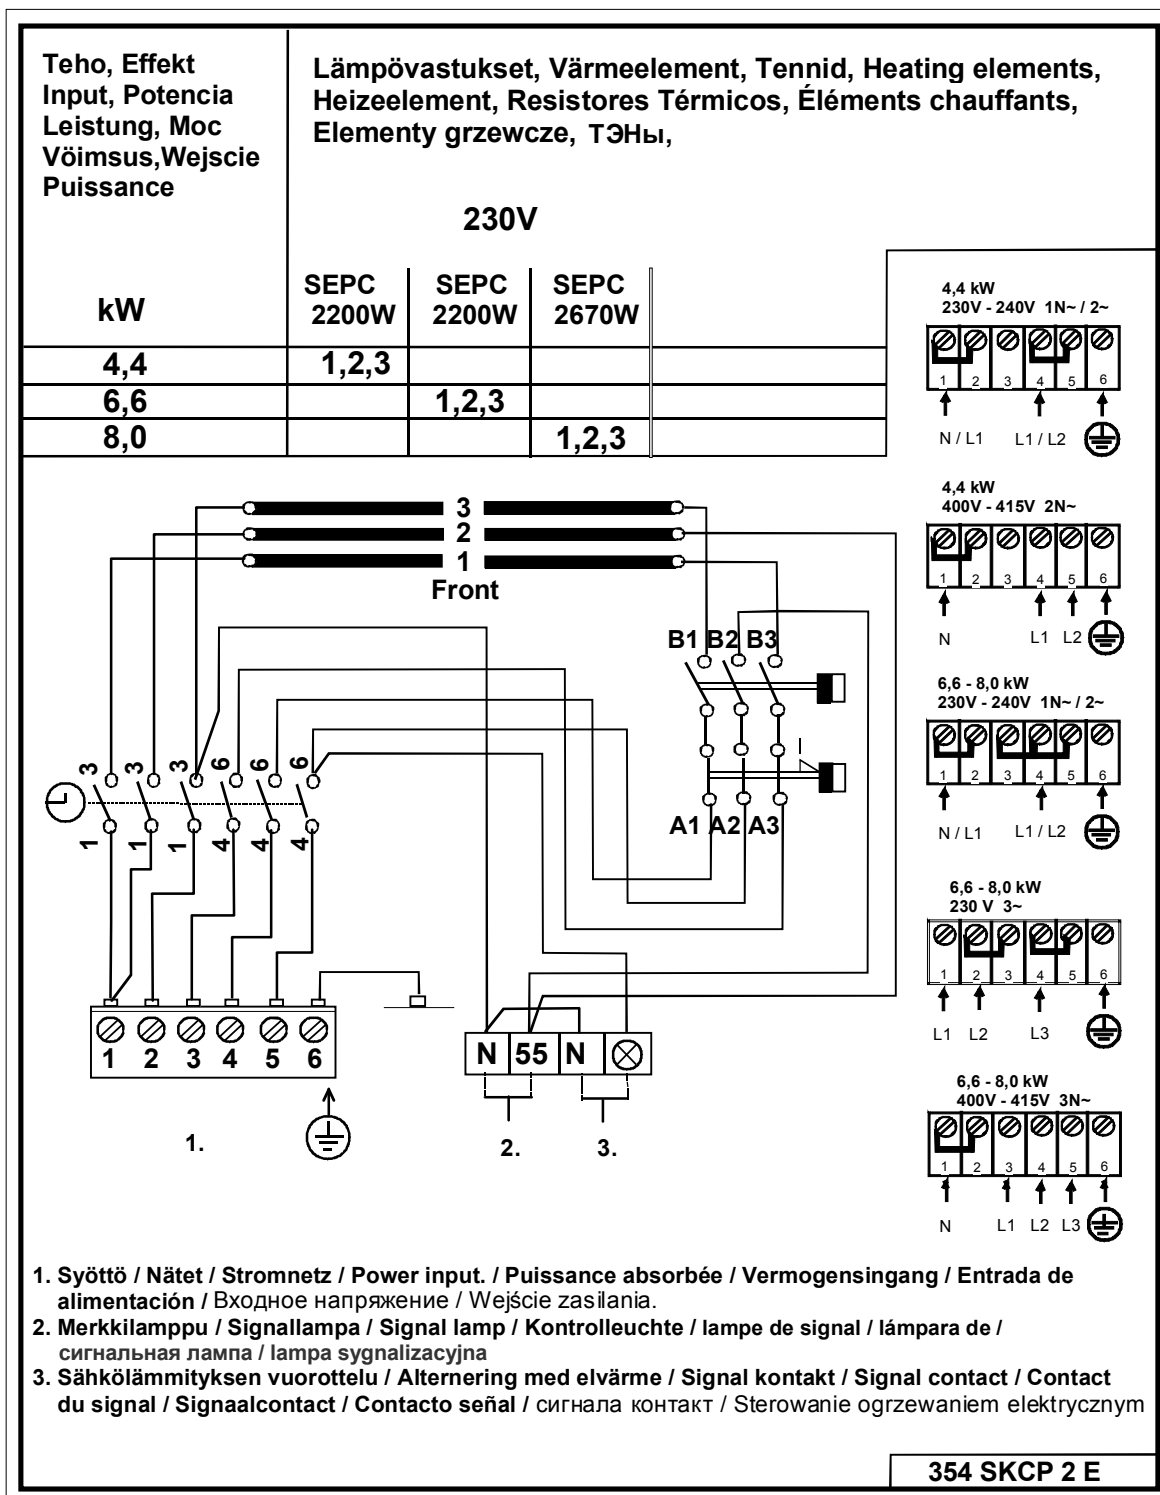 Teho, Effekt
Input, Potencia
Leistung, Moc
Vöimsus,Wejscie
Puissance
Lämpövastukset, Värmeelement, Tennid, Heating elements,
Heizeelement, Resistores Térmicos, Éléments chauffants,
Elementy grzewcze, ТЭНы,
230V
kW
SEPC 2200W
SEPC 2200W
SEPC 2670W
4,4 1,2,3
6,6 1,2,3
8,0 1,2,3
4,4 kW
230V - 240V 1N~ / 2~
1 2 3 4 5 6
N / L1 L1 / L2
4,4 kW
400V - 415V 2N~
1 2 3 4 5 6
N L1 L2
6,6 - 8,0 kW
230V - 240V 1N~ / 2~
1 2 3 4 5 6
N / L1 L1 / L2
6,6 - 8,0 kW
230 V 3~
1 2 3 4 5 6
L1 L2 L3
6,6 - 8,0 kW
400V - 415V 3N~
1 2 3 4 5 6
N L1 L2 L3
3
2
1
Front
B1 B2 B3
A1 A2 A3
3 3 3 6 6 6
1 1 1 4 4 4
1 2 3 4 5 6
N 55 N
1. 2. 3.
1. Syöttö / Nätet / Stromnetz / Power input. / Puissance absorbée / Vermogensingang / Entrada de
alimentación / Входное напряжение / Wejście zasilania.
2. Merkkilamppu / Signallampa / Signal lamp / Kontrolleuchte / lampe de signal / lámpara de /
сигнальная лампа / lampa sygnalizacyjna
3. Sähkölämmityksen vuorottelu / Alternering med elvärme / Signal kontakt / Signal contact / Contact
du signal / Signaalcontact / Contacto señal / сигнала контакт / Sterowanie ogrzewaniem elektrycznym
354 SKCP 2 E